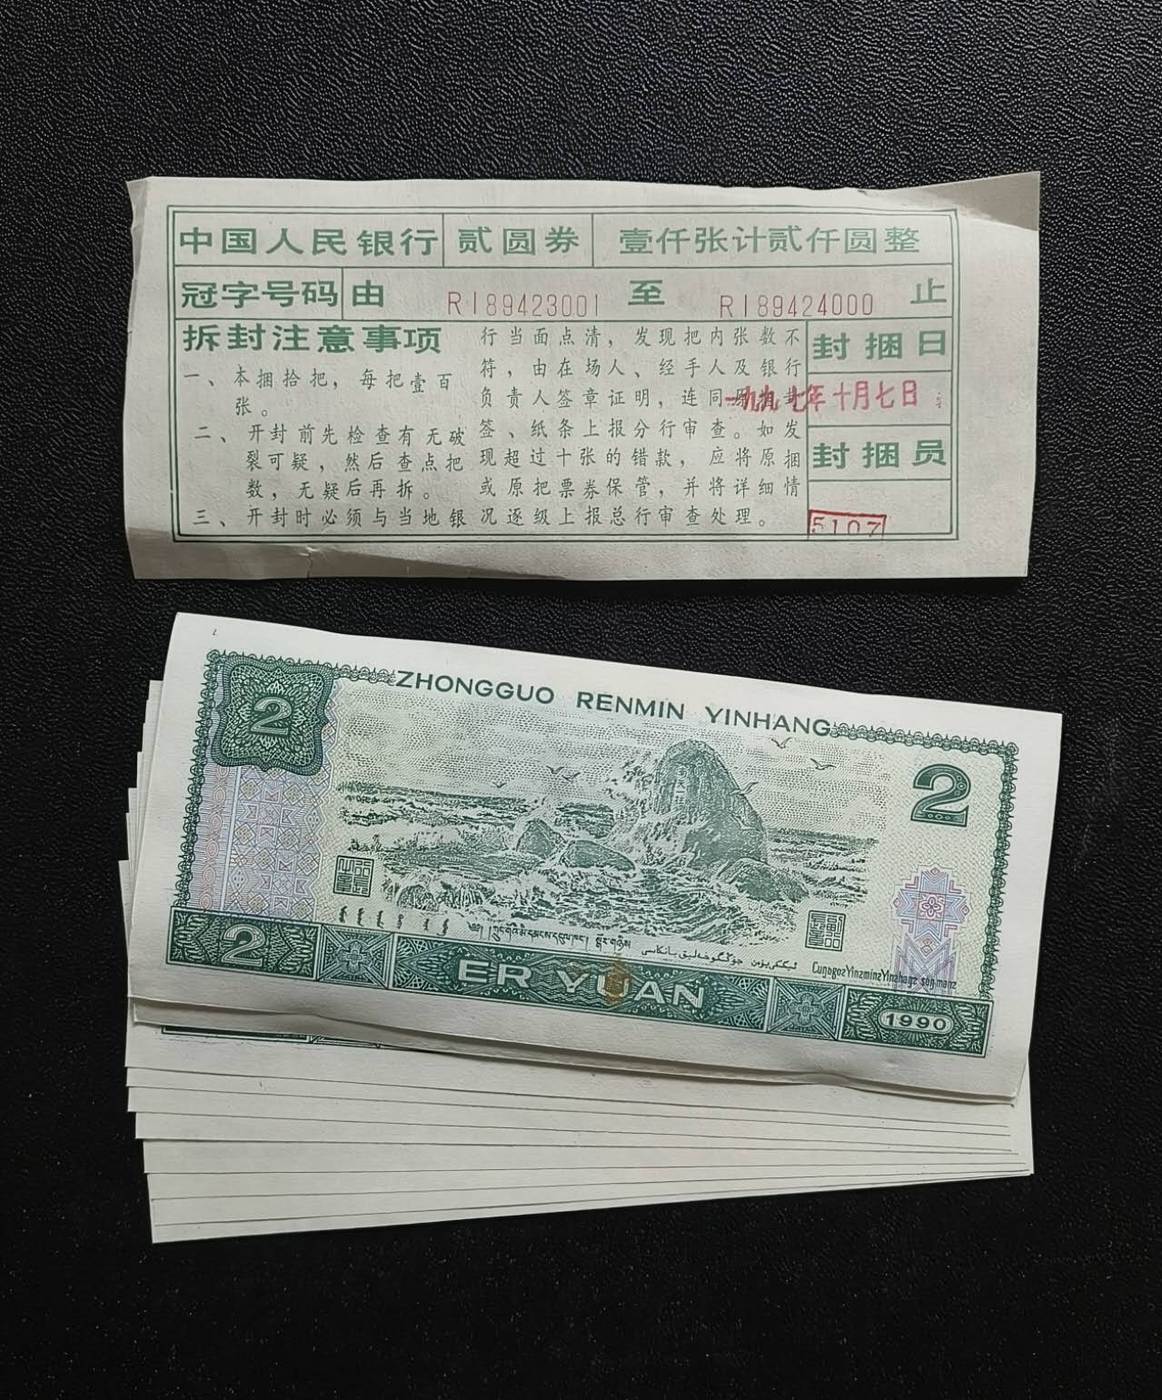 中国人民银行 贰圆券 壹仟张计贰仟圆整
冠字号码 由 RI89423001 至 RI89424000 止
拆封注意事项
一、本捆拾把，每把壹百
张。
二、开封前先检查有无破
裂可疑，然后查点把
数，无疑后再拆。
三、开封时必须与当地银
行当面点清，发现把内张数不
符，由在场人、经手人及银行
负责人签章证明，连同
签、纸条上报分行审查。如发
现超过十张的错款，应将原捆
或原把票券保管，并将详细情
况逐级上报总行审查处理。
封捆日
一九九七年十月七日
封捆员
5107
ZHONGGUO RENMIN YINHANG
2
2
2
ER YUAN
1990